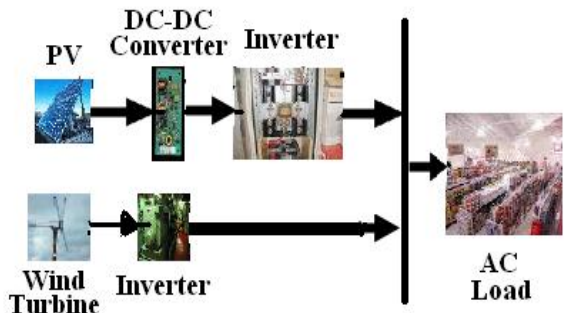 PV
DC-DC
Converter
Inverter
Wind
Turbine
Inverter
AC
Load